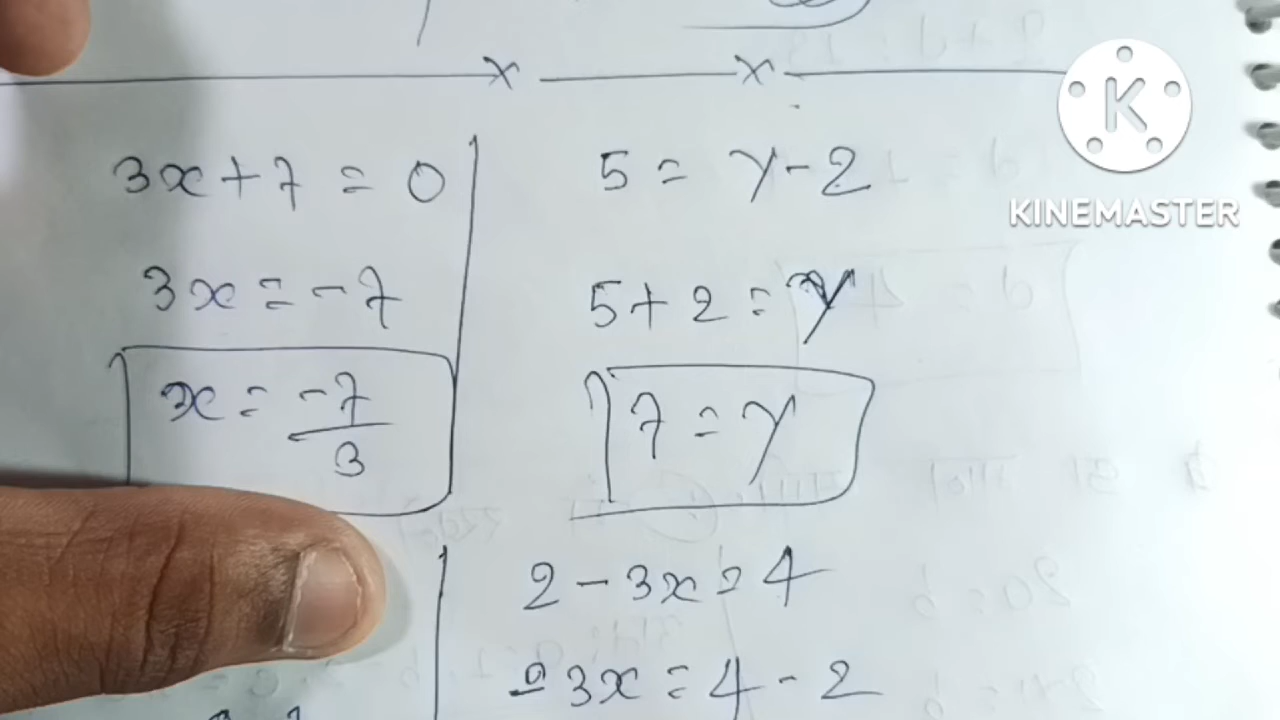 3x+7 = 0
3x = -7
x = -7/3
5 = y-2
5+2 = y
7 = y
2-3x=4
-3x=4-2
KINEMASTER